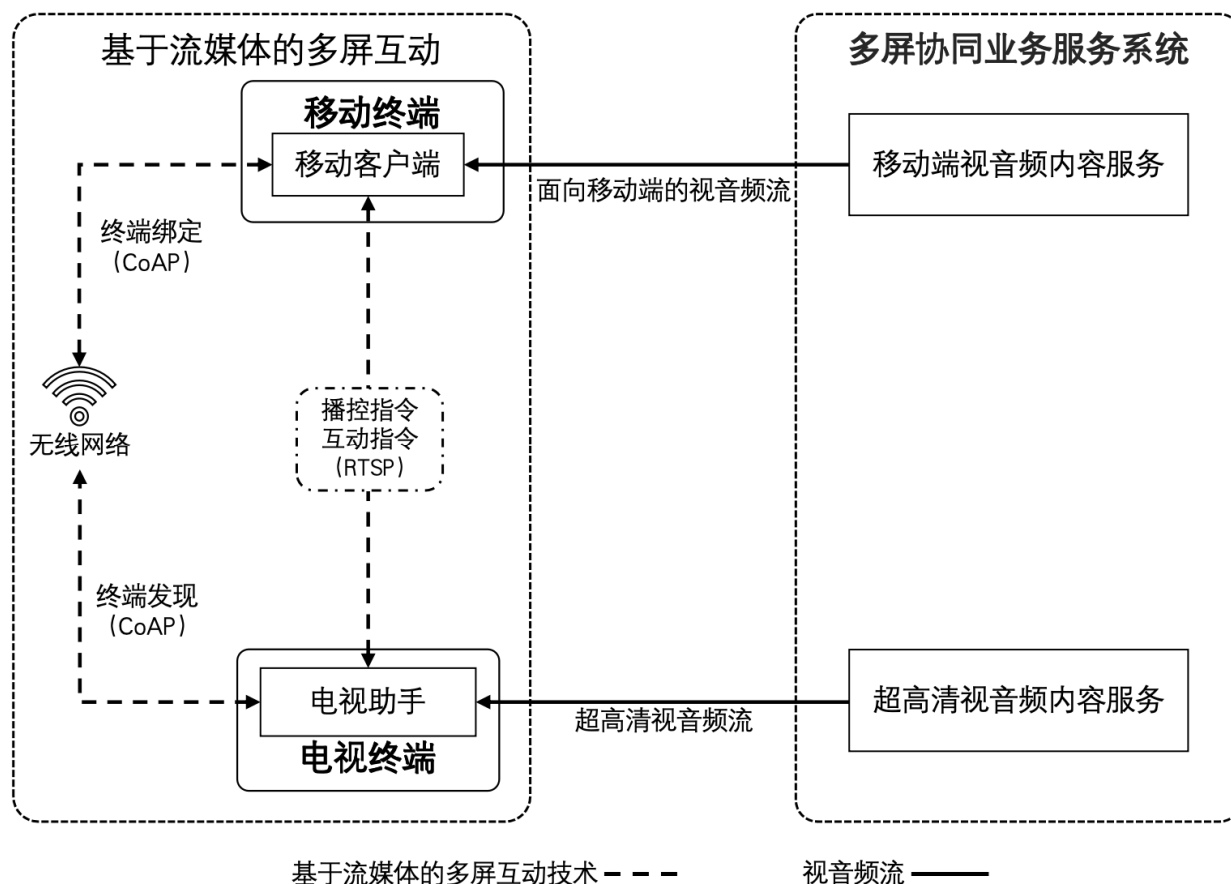 基于流媒体的多屏互动
多屏协同业务服务系统
移动终端
移动客户端
移动端视音频内容服务
面向移动端的视音频流
终端绑定
（CoAP）
播控指令
互动指令
（RTSP）
无线网络
终端发现
（CoAP）
电视助手
超高清视音频内容服务
超高清视音频流
电视终端
基于流媒体的多屏互动技术
视音频流